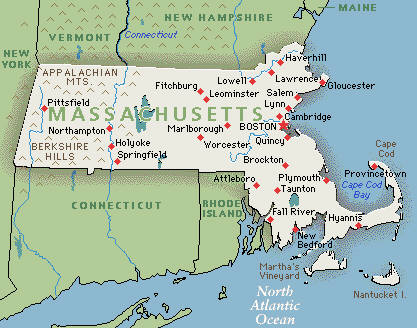 MAINE
NEW HAMPSHIRE
VERMONT
Connecticut
NEW
YORK
Haverhill
APPALACHIAN
MTS.
Lowell
Lawrence
Gloucester
Fitchburg
Leominster
Salem
Pittsfield
Lynn
MASSACHUSETTS
Cambridge
Northampton
Marlborough
BOSTON
Holyoke
Worcester
Quincy
BERKSHIRE
HILLS
Springfield
Cape
Cod
Brockton
Provincetown
Attleboro
Plymouth
Cape Cod
Bay
Taunton
CONNECTICUT
RHODE
ISLAND
Fall River
Hyannis
New
Bedford
Martha's
Vineyard
North
Atlantic
Ocean
Nantucket I.